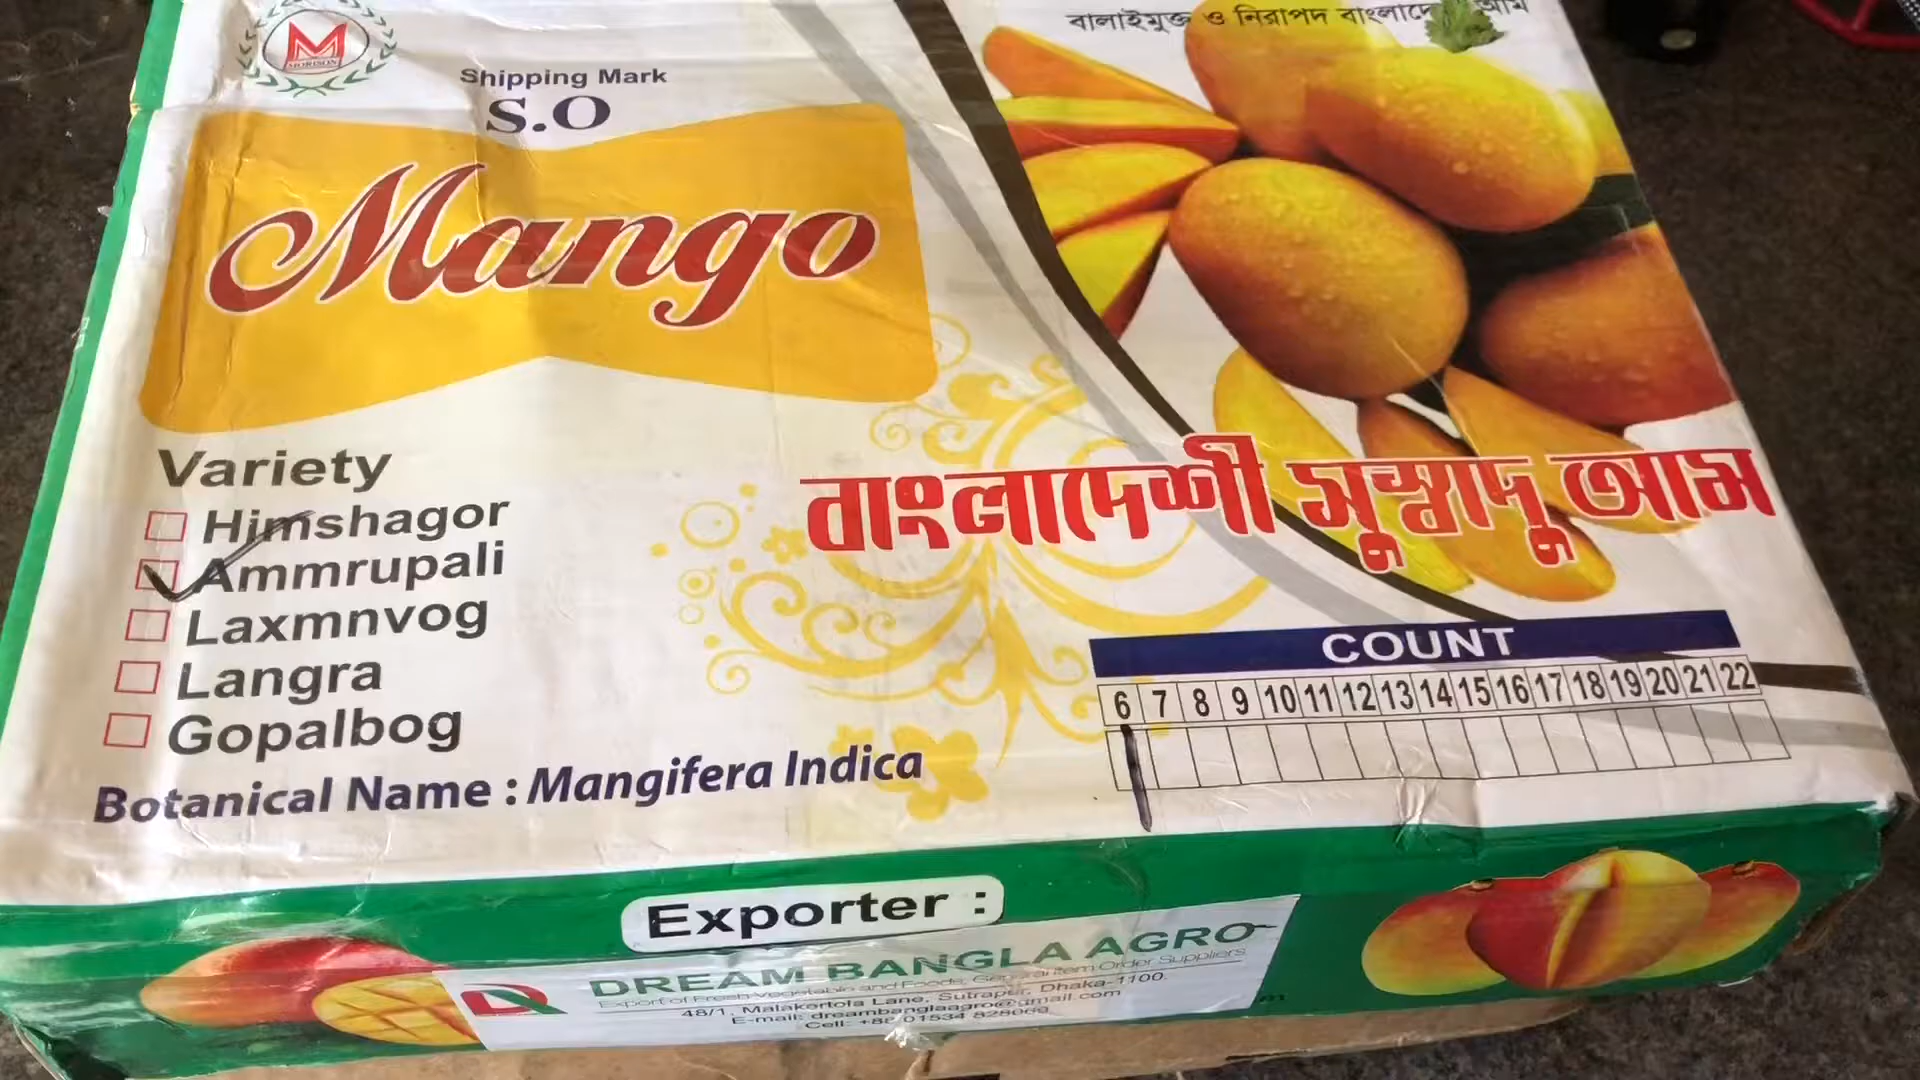 বালাইমুক্ত ও নিরাপদ বাংলাদে আম
MORISON
Shipping Mark
S.O
Mango
Variety
Himshagor
Ammrupali
Laxmnvog
Langra
Gopalbog
Botanical Name : Mangifera Indica
বাংলাদেশী সুস্বাদু আম
COUNT
6 7 8 9 10 11 12 13 14 15 16 17 18 19 20 21 22
Exporter :
DREAM BANGLA AGRO
Export of Fresh Vegetable and Foods, General Item Order Suppliers
48/1, Malakartola Lane, Sutrapur, Dhaka-1100.
E-mail: dreambanglaagro@gmail.com
Cell: +88 01534 828069